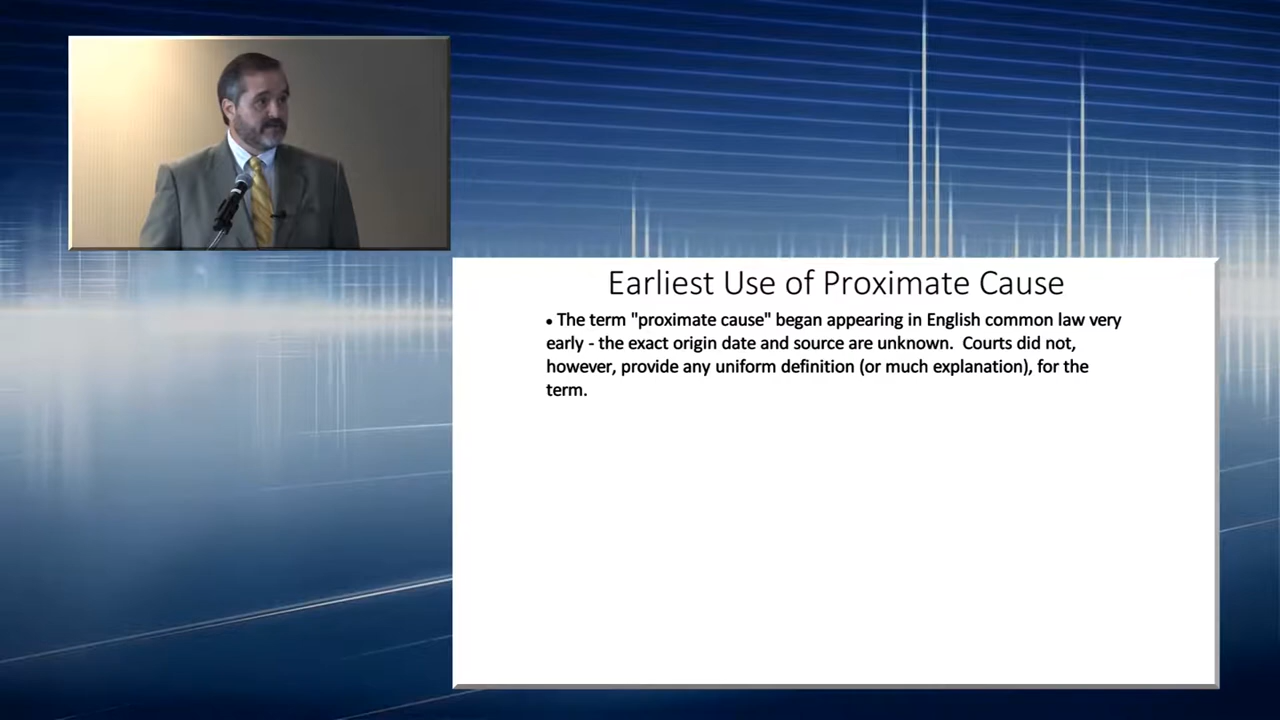 Earliest Use of Proximate Cause
• The term "proximate cause" began appearing in English common law very
early - the exact origin date and source are unknown.  Courts did not,
however, provide any uniform definition (or much explanation), for the
term.